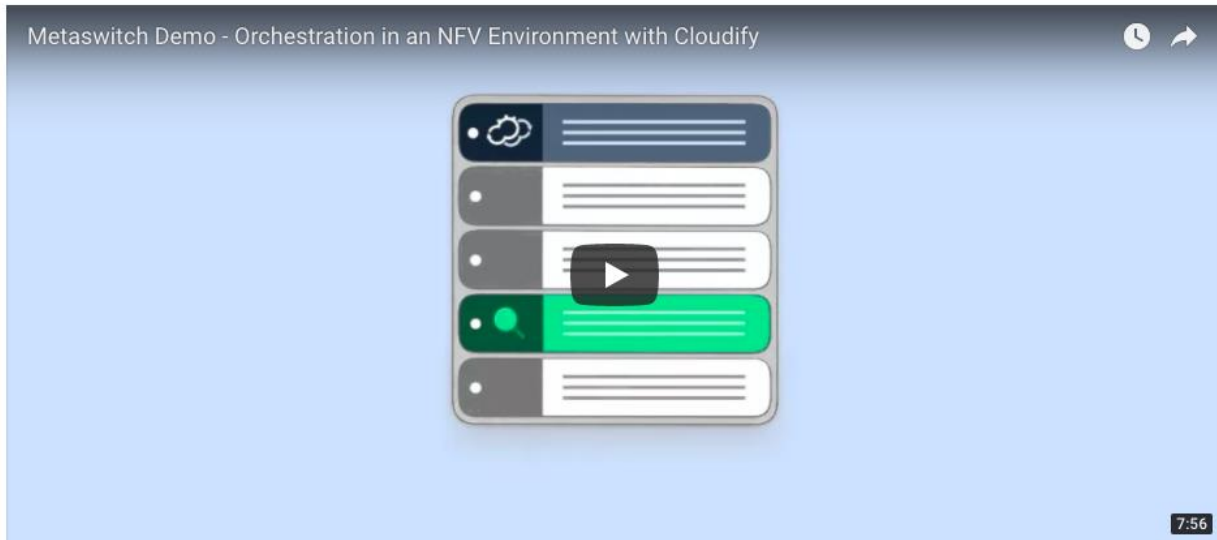 Metaswitch Demo - Orchestration in an NFV Environment with Cloudify
7:56